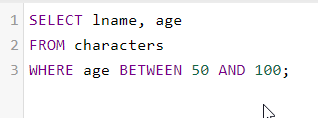 1 SELECT lname, age
2 FROM characters
3 WHERE age BETWEEN 50 AND 100;